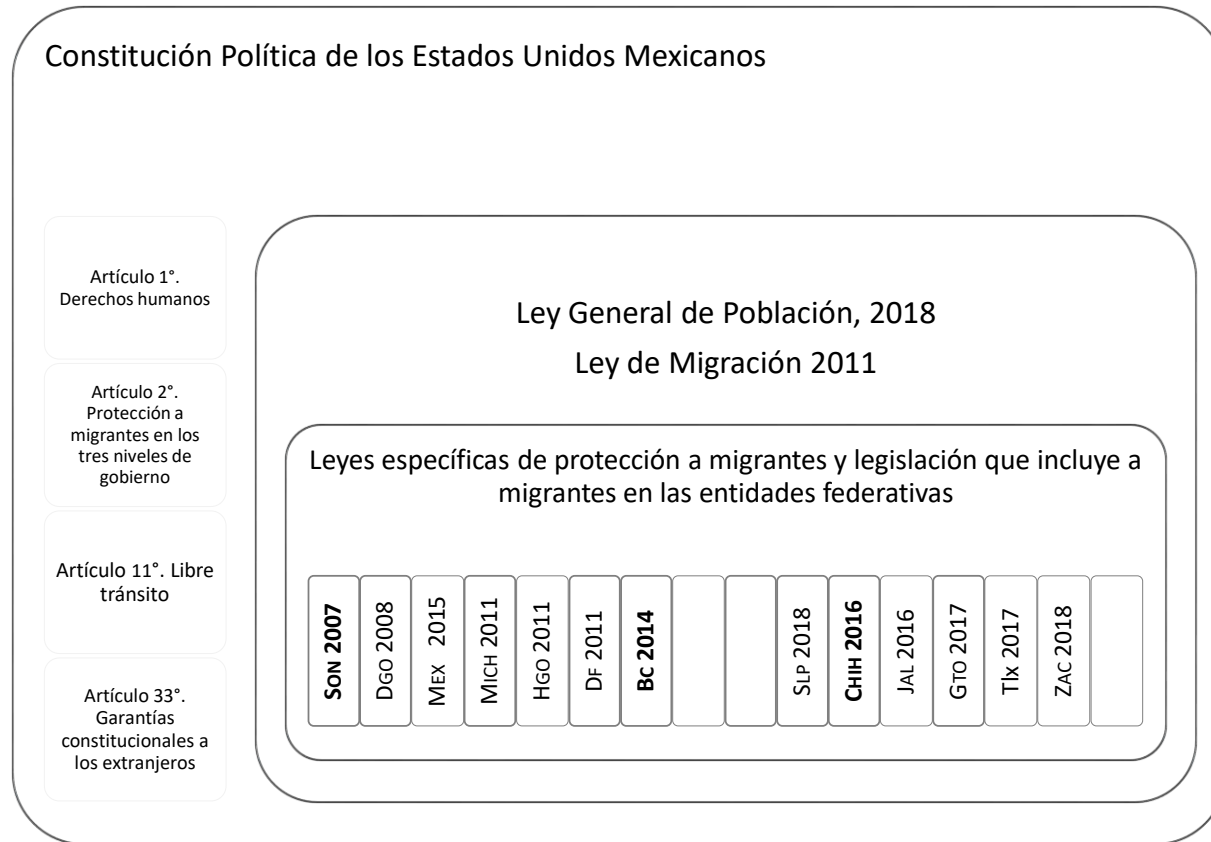 Constitución Política de los Estados Unidos Mexicanos
Artículo 1°.
Derechos humanos
Artículo 2°.
Protección a
migrantes en los
tres niveles de
gobierno
Artículo 11°. Libre
tránsito
Artículo 33°.
Garantías
constitucionales a
los extranjeros
Ley General de Población, 2018
Ley de Migración 2011
Leyes específicas de protección a migrantes y legislación que incluye a
migrantes en las entidades federativas
SON 2007
DGO 2008
MEX 2015
MICH 2011
HGO 2011
DF 2011
BC 2014
SLP 2018
CHIH 2016
JAL 2016
GTO 2017
Tlx 2017
ZAC 2018